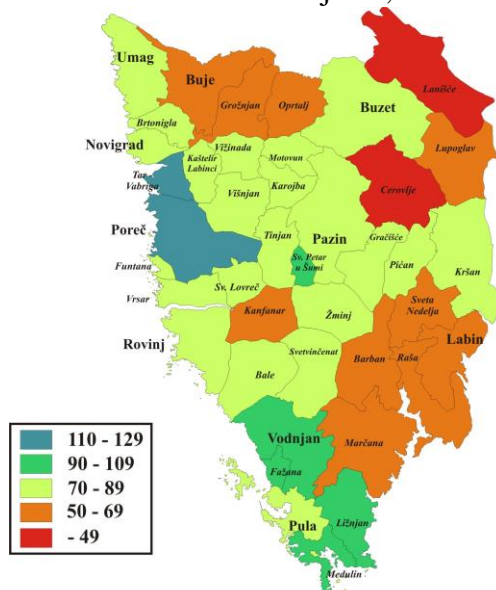 Umag
Buje
Grožnjan
Oprtalj
Buzet
Lanišće
Lupoglav
Brtonigla
Novigrad
Vižinada
Kaštelir
Labinci
Motovun
Tar
Vabriga
Višnjan
Karojba
Cerovlje
Poreč
Tinjan
Pazin
Gračišće
Sv. Petar
u Šumi
Pićan
Kršan
Funtana
Sv. Lovreč
Vrsar
Kanfanar
Žminj
Sveta
Nedelja
Rovinj
Labin
Svetvinčenat
Barban
Raša
Bale
Vodnjan
Marčana
Fažana
Pula
Ližnjan
Medulin
110 - 129
90 - 109
70 - 89
50 - 69
- 49